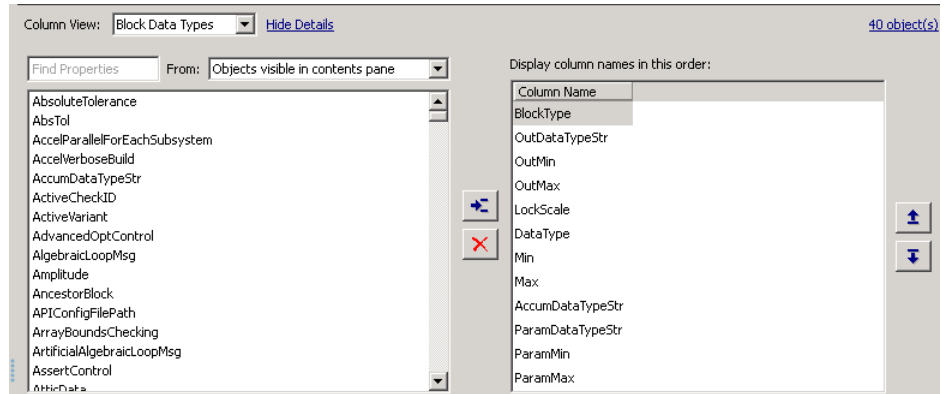 Column View: Block Data Types Hide Details 40 object(s)
Find Properties From: Objects visible in contents pane
AbsoluteTolerance
AbsTol
AccelParallelForEachSubsystem
AccelVerboseBuild
AccumDataTypeStr
ActiveCheckID
ActiveVariant
AdvancedOptControl
AlgebraicLoopMsg
Amplitude
AncestorBlock
APIConfigFilePath
ArrayBoundsChecking
ArtificialAlgebraicLoopMsg
AssertControl
AtticData
Display column names in this order:
Column Name
BlockType
OutDataTypeStr
OutMin
OutMax
LockScale
DataType
Min
Max
AccumDataTypeStr
ParamDataTypeStr
ParamMin
ParamMax